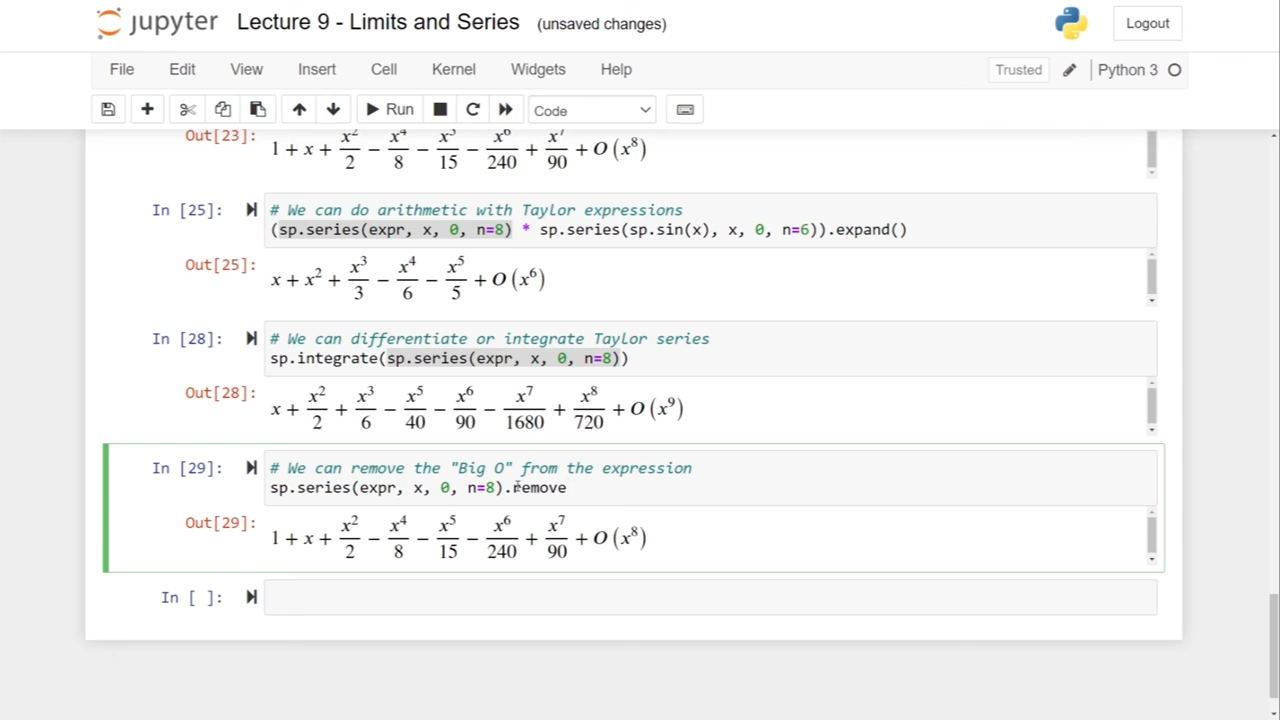 jupyter Lecture 9 - Limits and Series (unsaved changes) Logout
File Edit View Insert Cell Kernel Widgets Help Trusted Python 3
Run Code
Out[23]: 1 + x + x²/2 − x⁴/8 − x⁵/15 − x⁶/240 + x⁷/90 + O(x⁸)
In [25]: # We can do arithmetic with Taylor expressions
(sp.series(expr, x, 0, n=8) * sp.series(sp.sin(x), x, 0, n=6)).expand()
Out[25]: x + x² + x³/3 − x⁴/6 − x⁵/5 + O(x⁶)
In [28]: # We can differentiate or integrate Taylor series
sp.integrate(sp.series(expr, x, 0, n=8))
Out[28]: x + x²/2 + x³/6 − x⁵/40 − x⁶/90 − x⁷/1680 + x⁸/720 + O(x⁹)
In [29]: # We can remove the "Big O" from the expression
sp.series(expr, x, 0, n=8).remove
Out[29]: 1 + x + x²/2 − x⁴/8 − x⁵/15 − x⁶/240 + x⁷/90 + O(x⁸)
In [ ]: